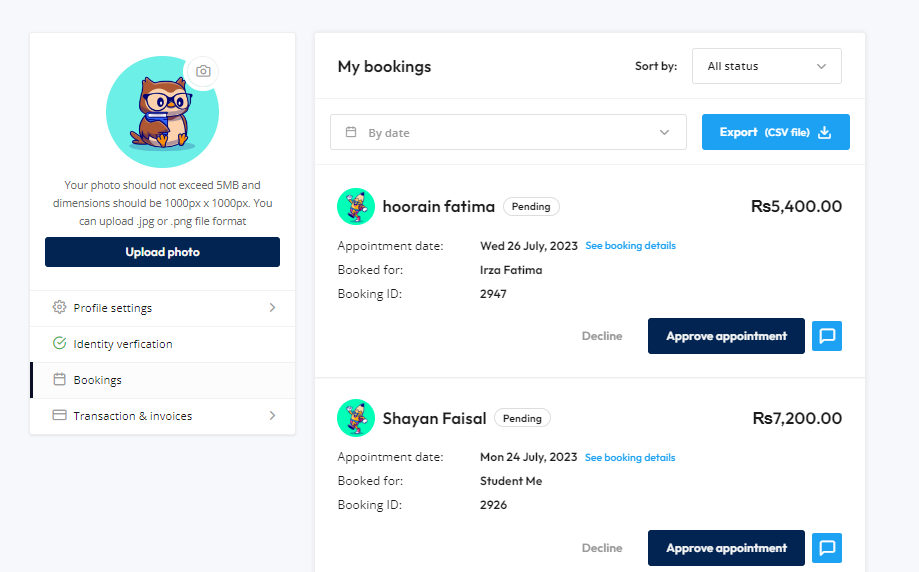 Your photo should not exceed 5MB and
dimensions should be 1000px x 1000px. You
can upload .jpg or .png file format
Upload photo
Profile settings
Identity verfication
Bookings
Transaction & invoices
My bookings
Sort by: All status
By date
Export (CSV file)
hoorain fatima Pending Rs5,400.00
Appointment date: Wed 26 July, 2023 See booking details
Booked for: Irza Fatima
Booking ID: 2947
Decline Approve appointment
Shayan Faisal Pending Rs7,200.00
Appointment date: Mon 24 July, 2023 See booking details
Booked for: Student Me
Booking ID: 2926
Decline Approve appointment